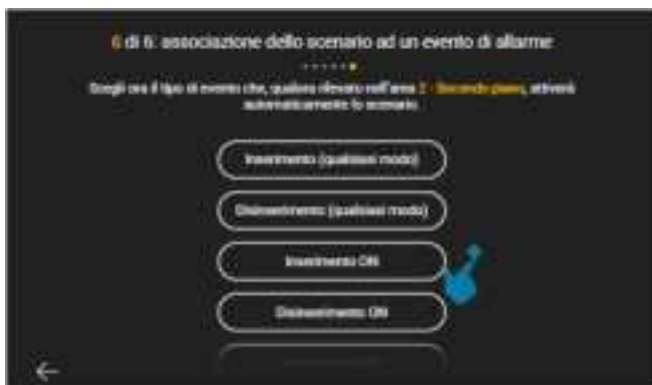 6 di 6: associazione dello scenario ad un evento di allarme
Scegli ora il tipo di evento che, qualora rilevato nell'area 2 - Secondo piano, attiverà
automaticamente lo scenario.
Inserimento (qualsiasi modo)
Disinserimento (qualsiasi modo)
Inserimento ON
Disinserimento ON